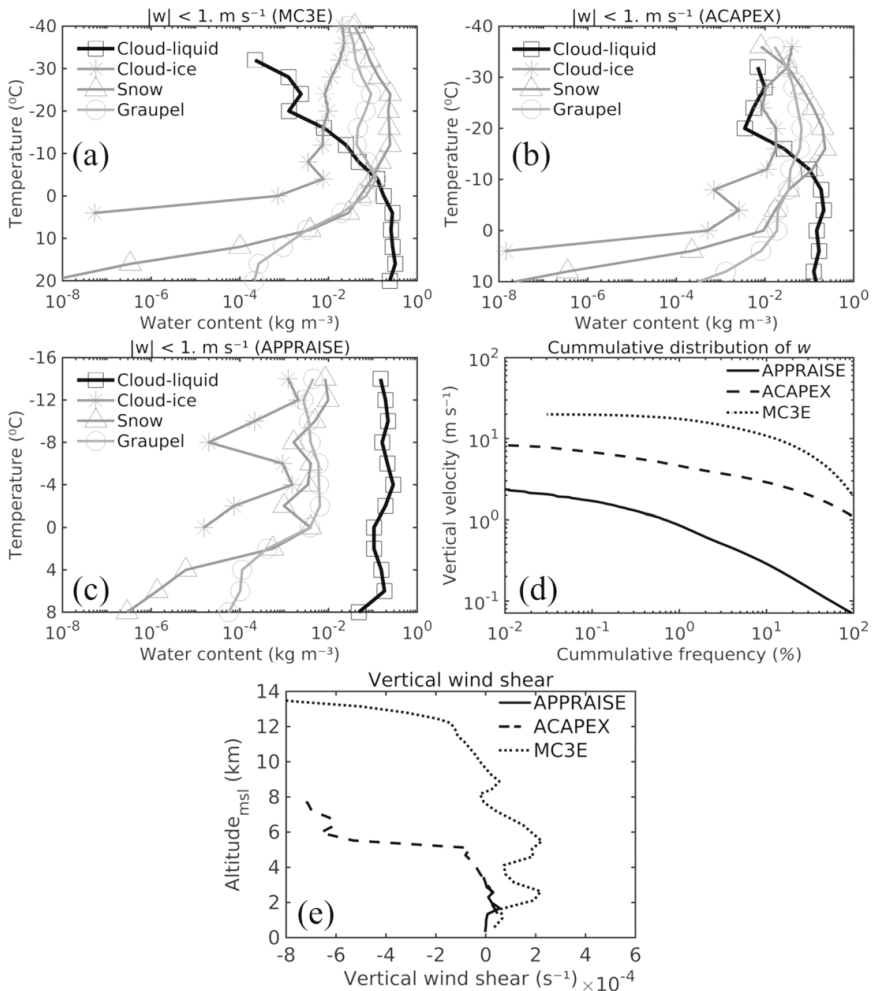 |w| < 1. m s⁻¹ (MC3E)
-40
-30
-20
-10
0
10
20
Temperature (⁰C)
Cloud-liquid
Cloud-ice
Snow
Graupel
(a)
10⁻⁸ 10⁻⁶ 10⁻⁴ 10⁻² 10⁰
Water content (kg m⁻³)
|w| < 1. m s⁻¹ (ACAPEX)
-40
-30
-20
-10
0
10
Temperature (⁰C)
Cloud-liquid
Cloud-ice
Snow
Graupel
(b)
10⁻⁸ 10⁻⁶ 10⁻⁴ 10⁻² 10⁰
Water content (kg m⁻³)
|w| < 1. m s⁻¹ (APPRAISE)
-16
-12
-8
-4
0
4
8
Temperature (⁰C)
Cloud-liquid
Cloud-ice
Snow
Graupel
(c)
10⁻⁸ 10⁻⁶ 10⁻⁴ 10⁻² 10⁰
Water content (kg m⁻³)
Cummulative distribution of w
10²
10¹
10⁰
10⁻¹
Vertical velocity (m s⁻¹)
APPRAISE
ACAPEX
MC3E
(d)
10⁻² 10⁻¹ 10⁰ 10¹ 10²
Cummulative frequency (%)
Vertical wind shear
14
12
10
8
6
4
2
0
Altitude_msl (km)
APPRAISE
ACAPEX
MC3E
(e)
-8 -6 -4 -2 0 2 4 6
Vertical wind shear (s⁻¹) ×10⁻⁴